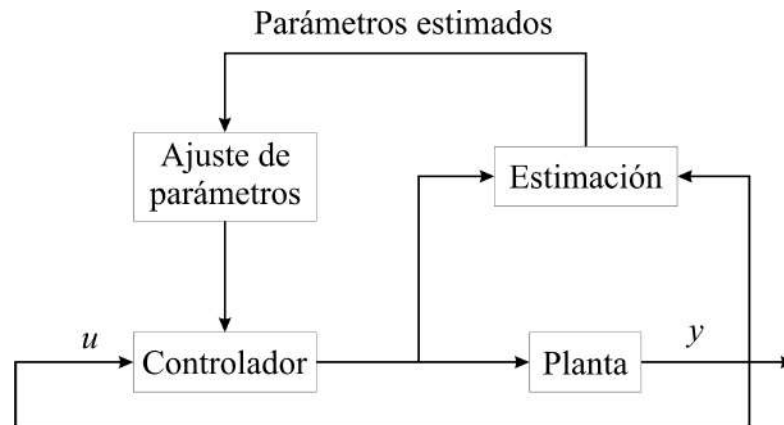 Parámetros estimados
Ajuste de
parámetros
Estimación
u
Controlador
Planta
y